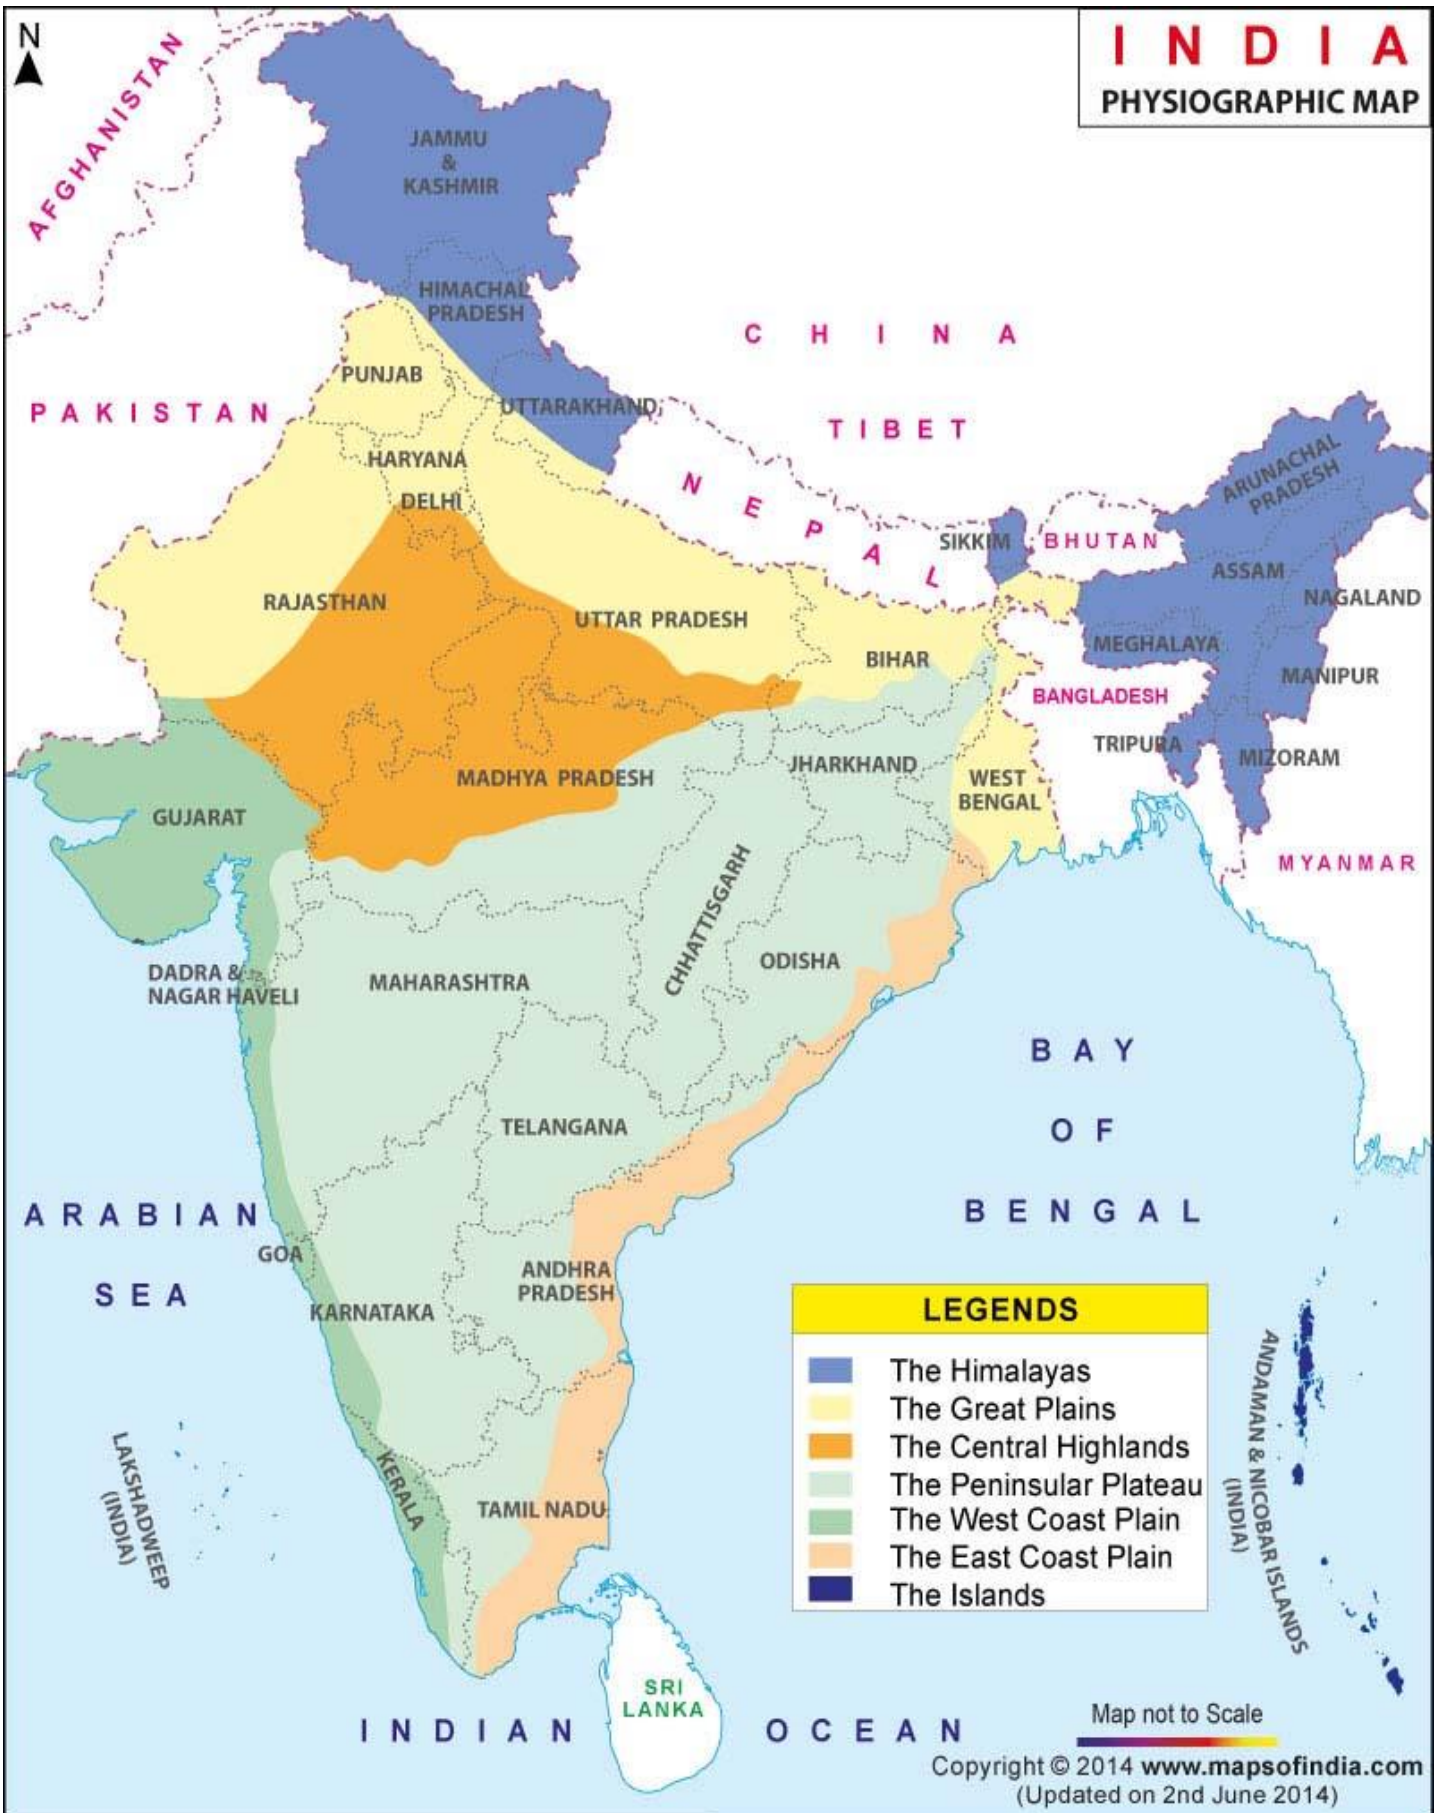 N
INDIA
PHYSIOGRAPHIC MAP
AFGHANISTAN
JAMMU
&
KASHMIR
HIMACHAL
PRADESH
CHINA
PUNJAB
PAKISTAN
UTTARAKHAND
TIBET
HARYANA
DELHI
NEPAL
ARUNACHAL
PRADESH
SIKKIM
BHUTAN
ASSAM
NAGALAND
RAJASTHAN
UTTAR PRADESH
BIHAR
MEGHALAYA
MANIPUR
BANGLADESH
TRIPURA
MIZORAM
MADHYA PRADESH
JHARKHAND
WEST
BENGAL
GUJARAT
MYANMAR
CHHATTISGARH
DADRA &
NAGAR HAVELI
MAHARASHTRA
ODISHA
BAY
OF
BENGAL
TELANGANA
ARABIAN
SEA
GOA
ANDHRA
PRADESH
KARNATAKA
KERALA
TAMIL NADU
LAKSHADWEEP
(INDIA)
LEGENDS
The Himalayas
The Great Plains
The Central Highlands
The Peninsular Plateau
The West Coast Plain
The East Coast Plain
The Islands
ANDAMAN & NICOBAR ISLANDS
(INDIA)
SRI
LANKA
INDIAN OCEAN
Map not to Scale
Copyright © 2014 www.mapsofindia.com
(Updated on 2nd June 2014)